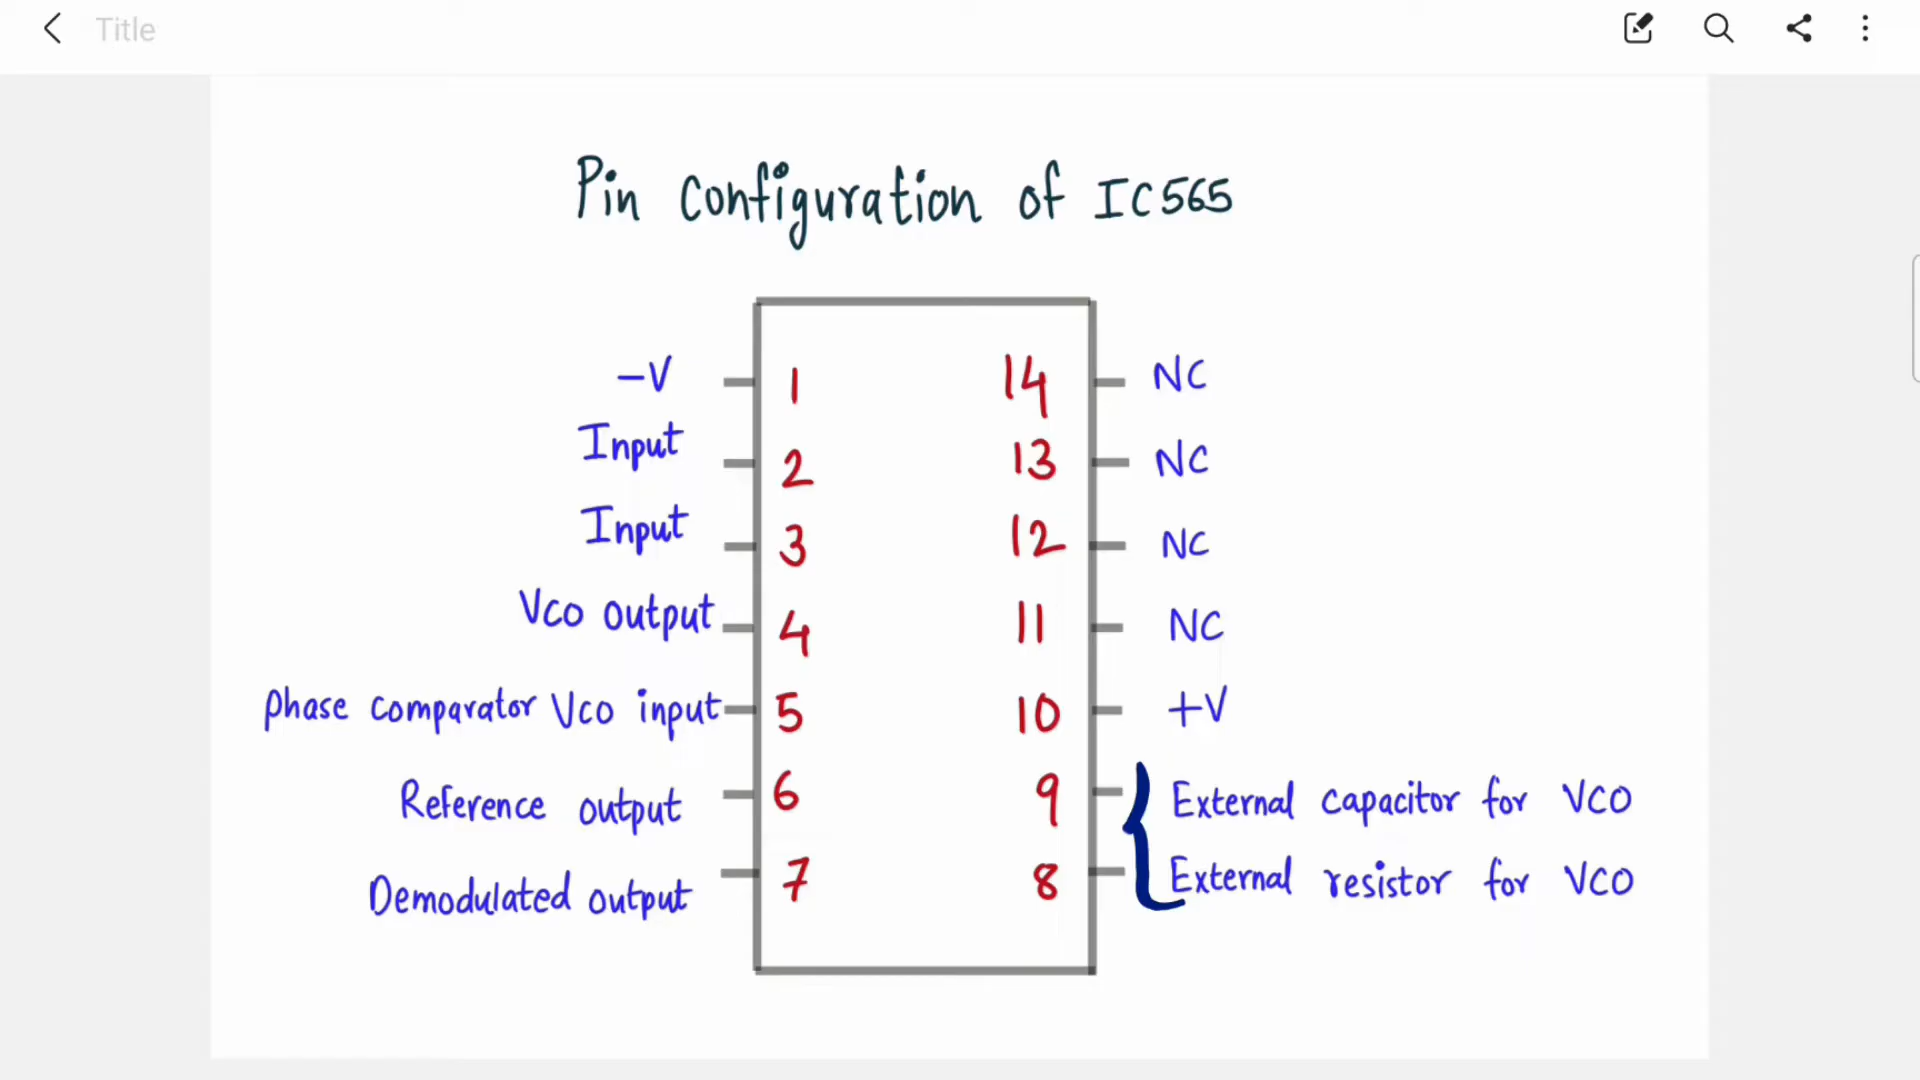 Title
Pin Configuration of IC565
-V 1 14 NC
Input 2 13 NC
Input 3 12 NC
Vco output 4 11 NC
Phase comparator Vco input 5 10 +V
Reference output 6 9 External capacitor for VCO
Demodulated output 7 8 External resistor for VCO